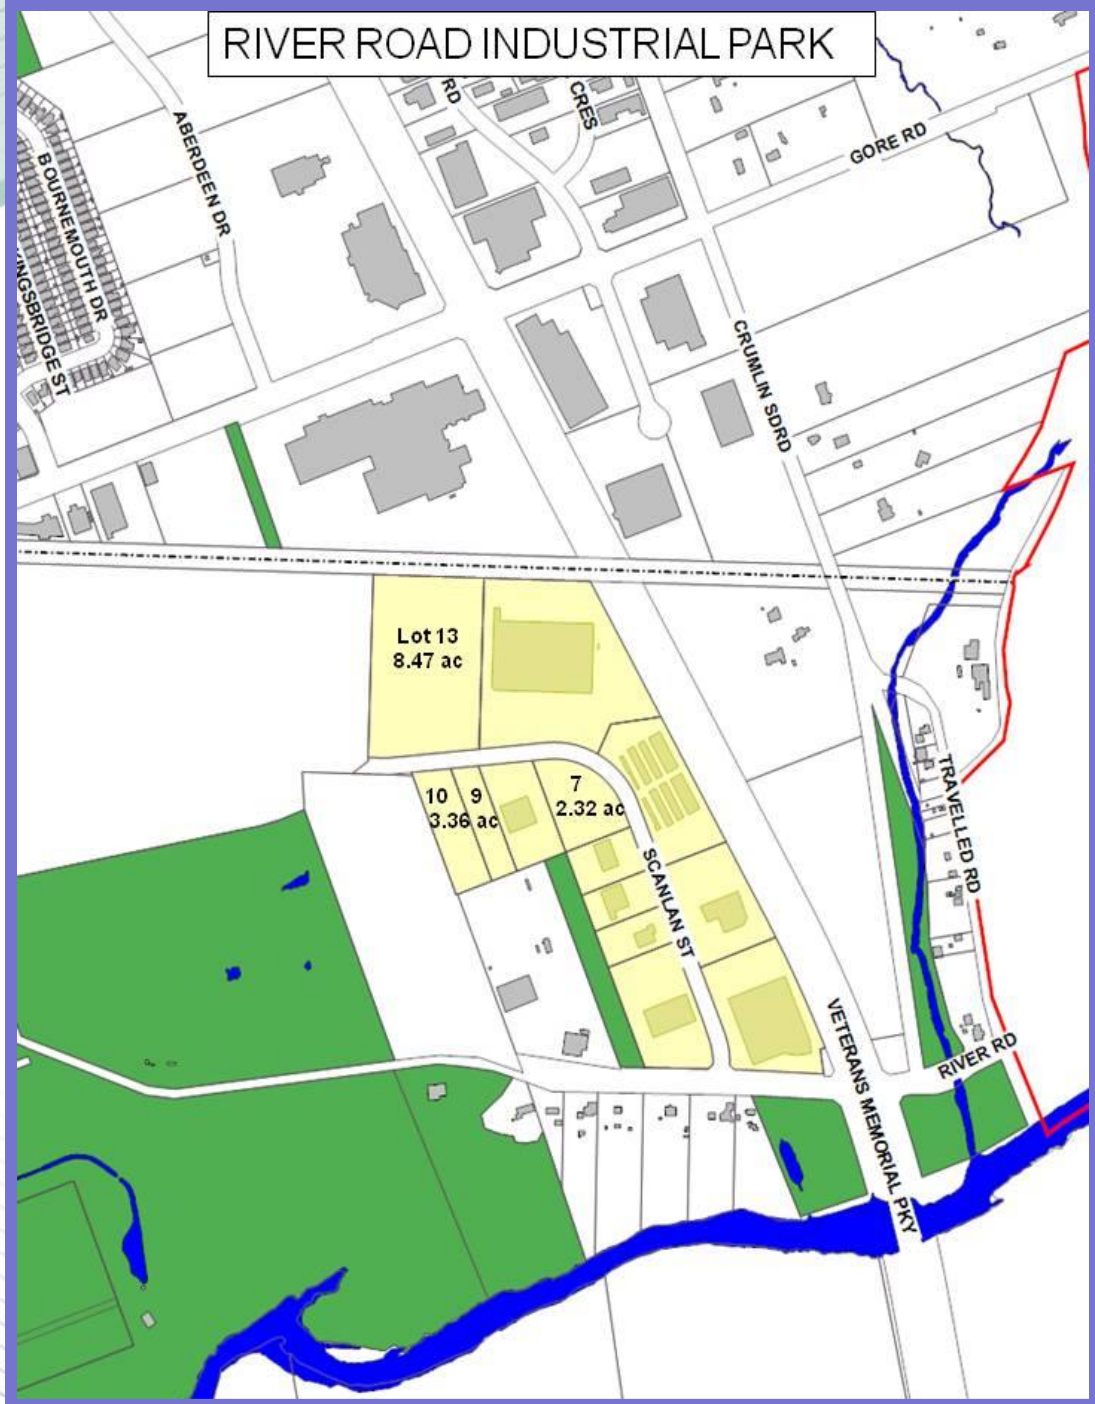 RIVER ROAD INDUSTRIAL PARK
RD
CRES
ABERDEEN DR
GORE RD
BOURNEMOUTH DR
KINGSBRIDGE ST
CRUMLIN SDRD
Lot 13
8.47 ac
7
2.32 ac
10 9
3.36 ac
TRAVELLED RD
SCANLAN ST
VETERANS MEMORIAL PKY
RIVER RD